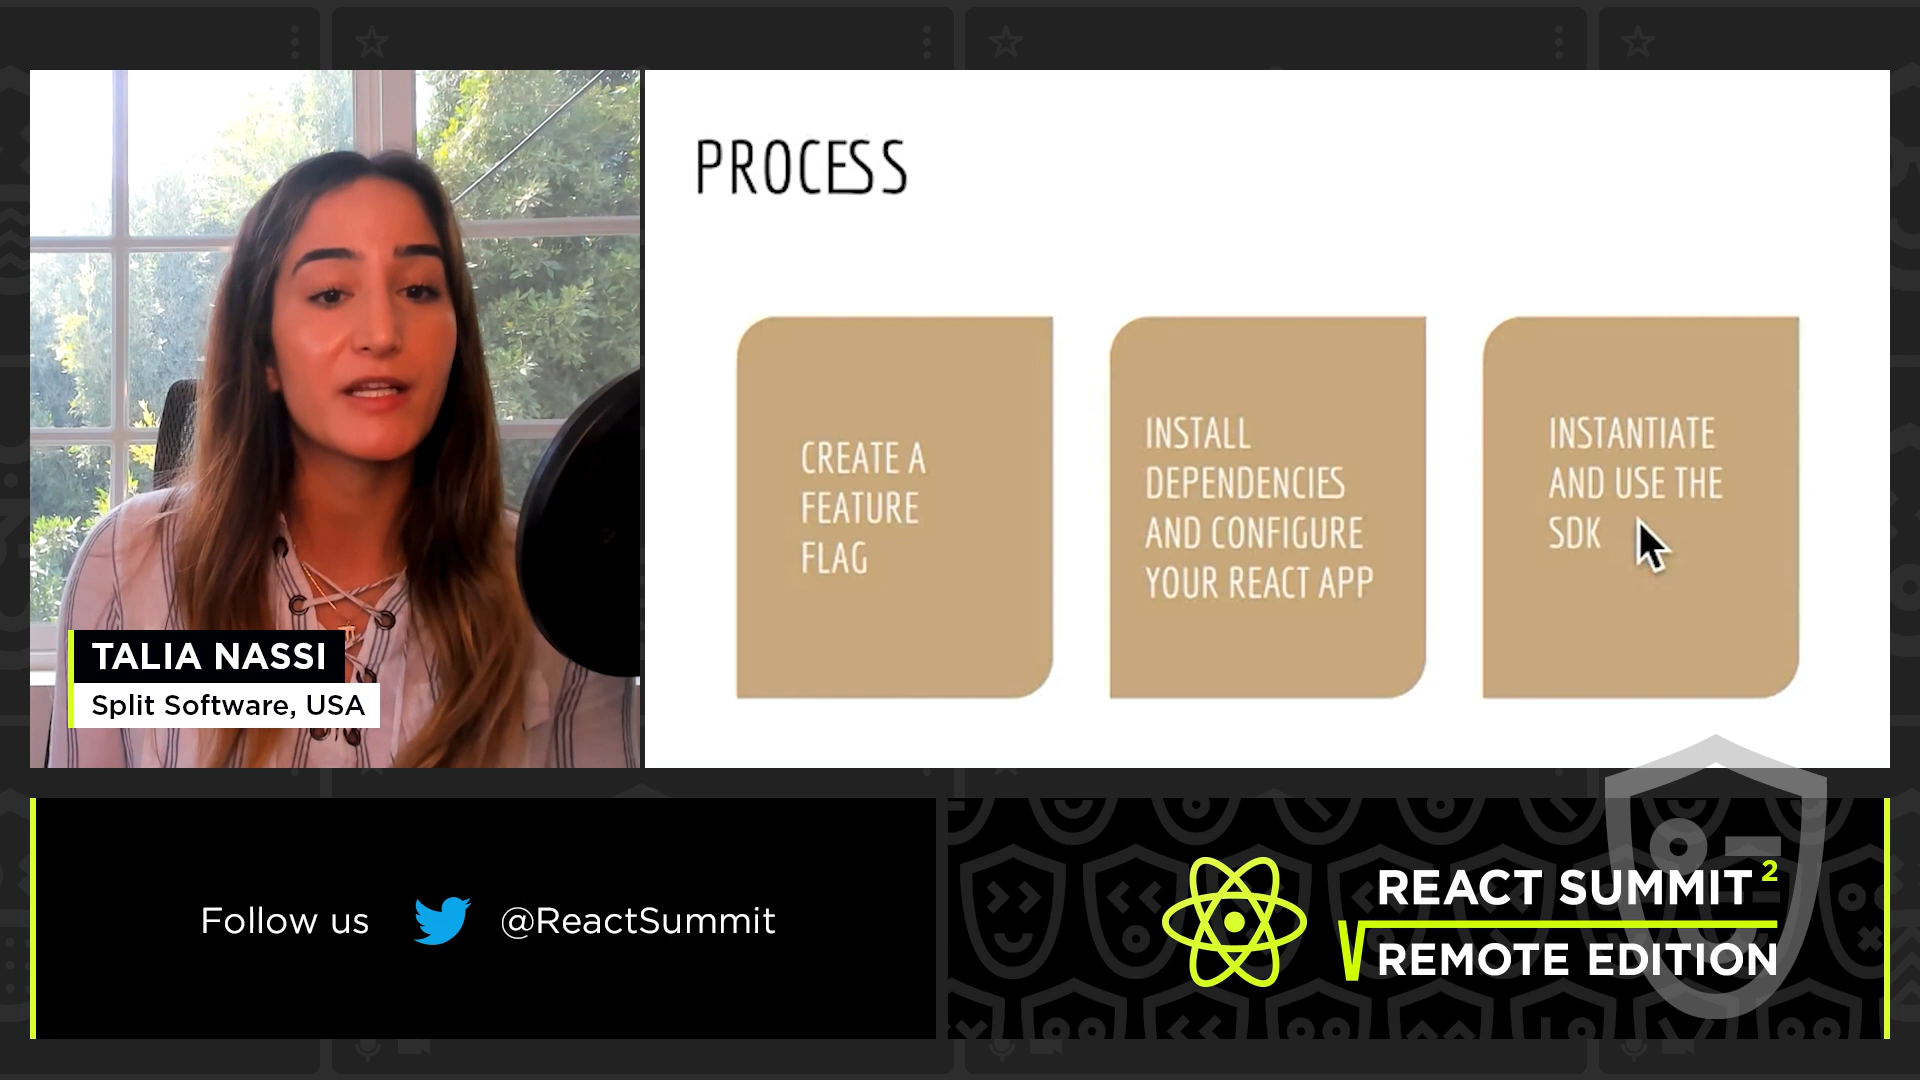 PROCESS
CREATE A
FEATURE
FLAG
INSTALL
DEPENDENCIES
AND CONFIGURE
YOUR REACT APP
INSTANTIATE
AND USE THE
SDK
TALIA NASSI
Split Software, USA
Follow us @ReactSummit
REACT SUMMIT 2
REMOTE EDITION